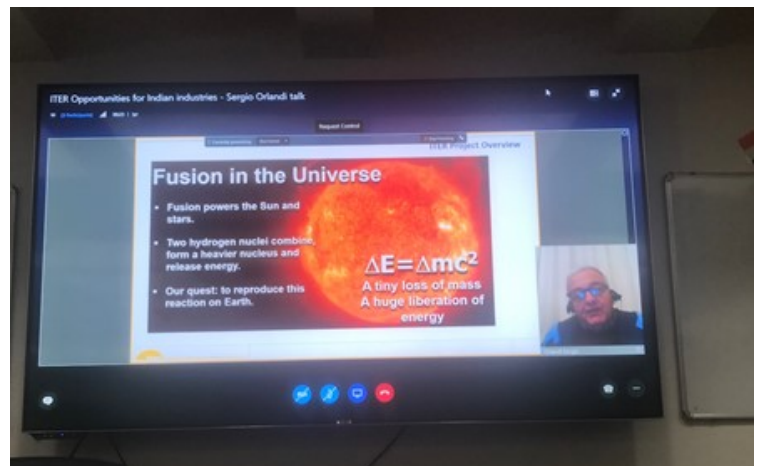 ITER Opportunities for Indian industries - Sergio Orlandi talk
Request Control
ITER Project Overview
Fusion in the Universe
• Fusion powers the Sun and
stars.
• Two hydrogen nuclei combine,
form a heavier nucleus and
release energy.
• Our quest: to reproduce this
reaction on Earth.
ΔE=Δmc²
A tiny loss of mass
A huge liberation of
energy